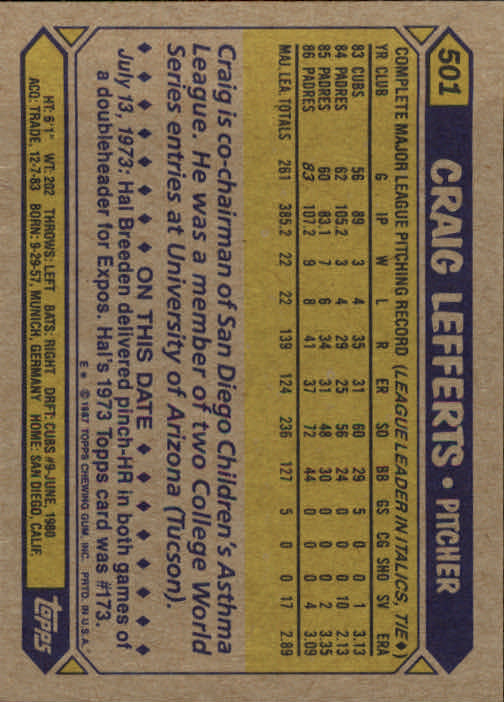 501 CRAIG LEFFERTS • PITCHER
COMPLETE MAJOR LEAGUE PITCHING RECORD (LEAGUE LEADER IN ITALICS, TIE♦)
YR CLUB G IP W L R ER SO BB GS CG SHO SV ERA
83 CUBS 56 89 3 4 35 31 60 29 5 0 0 1 3.13
84 PADRES 62 105.2 3 4 29 25 56 24 0 0 0 10 2.13
85 PADRES 60 83.1 7 6 34 31 48 30 0 0 0 2 3.35
86 PADRES 83 107.2 9 8 41 37 72 44 0 0 0 4 3.09
MAJ. LEA. TOTALS 261 385.2 22 22 139 124 236 127 5 0 0 17 2.89
Craig is co-chairman of San Diego Children's Asthma
League. He was a member of two College World
Series entries at University of Arizona (Tucson).
♦ ♦ ♦ ♦ ♦ ♦ ON THIS DATE ♦ ♦ ♦ ♦ ♦ ♦
July 13, 1973: Hal Breeden delivered pinch-HR in both games of
a doubleheader for Expos. Hal's 1973 Topps card was #173.
E* © 1987 TOPPS CHEWING GUM, INC. PRTD. IN U.S.A.
HT: 6'1" WT: 202 THROWS: LEFT BATS: RIGHT DRFT: CUBS #9-JUNE, 1980
ACQ: TRADE, 12-7-83 BORN: 9-29-57, MUNICH, GERMANY HOME: SAN DIEGO, CALIF.
TOPPS